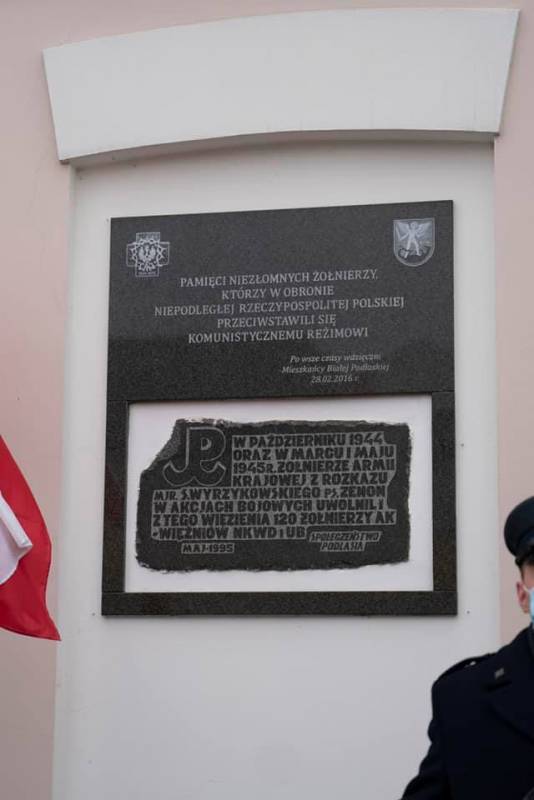 PAMIĘCI NIEZŁOMNYCH ŻOŁNIERZY,
KTÓRZY W OBRONIE
NIEPODLEGŁEJ RZECZYPOSPOLITEJ POLSKIEJ
PRZECIWSTAWILI SIĘ
KOMUNISTYCZNEMU REŻIMOWI
Po wsze czasy wdzięczni
Mieszkańcy Białej Podlaskiej
28.02.2016 r.
W PAŹDZIERNIKU 1944
ORAZ W MARCU I MAJU
1945R. ŻOŁNIERZE ARMII
KRAJOWEJ Z ROZKAZU
MJR. S.WYRZYKOWSKIEGO PS. ZENON
W AKCJACH BOJOWYCH UWOLNILI
Z TEGO WIĘZIENIA 120 ŻOŁNIERZY AK
-WIĘŹNIÓW NKWD I UB
SPOŁECZEŃSTWO
PODLASIA
MAJ-1995